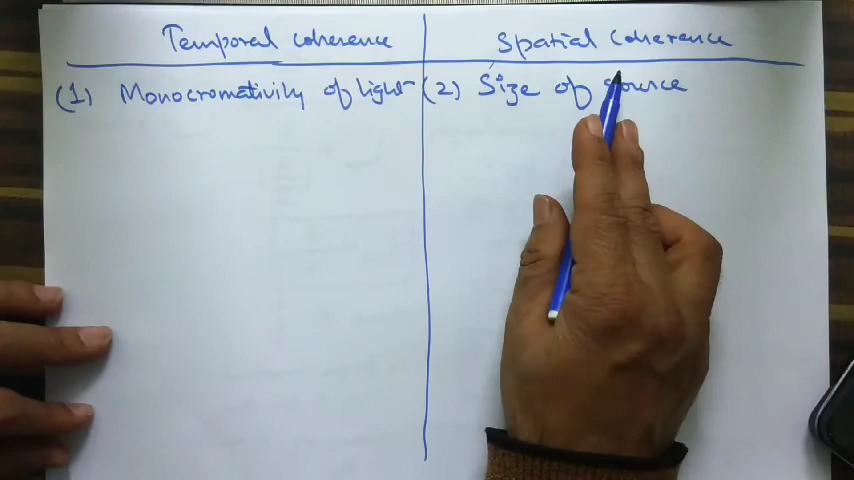 Temporal coherence
Spatial Coherence
(1) Monocromativity of light
(2) Size of source